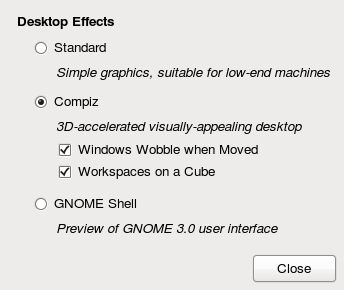 Desktop Effects
Standard
Simple graphics, suitable for low-end machines
Compiz
3D-accelerated visually-appealing desktop
Windows Wobble when Moved
Workspaces on a Cube
GNOME Shell
Preview of GNOME 3.0 user interface
Close